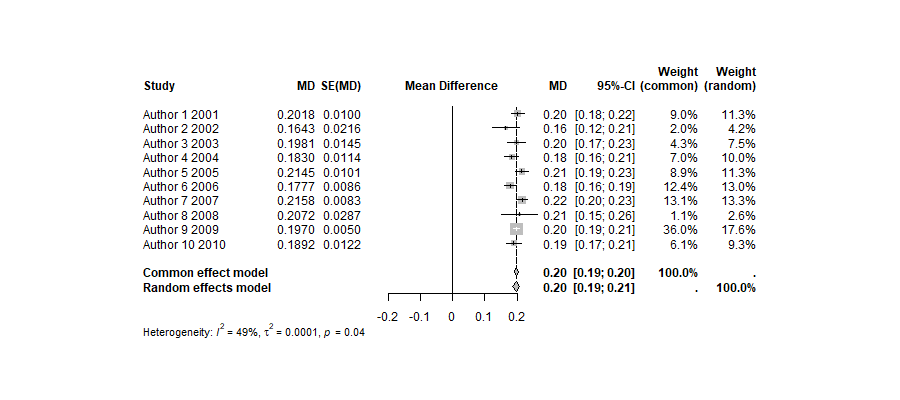 Weight Weight
Study MD SE(MD) Mean Difference MD 95%-CI (common) (random)
Author 1 2001 0.2018 0.0100 0.20 [0.18; 0.22] 9.0% 11.3%
Author 2 2002 0.1643 0.0216 0.16 [0.12; 0.21] 2.0% 4.2%
Author 3 2003 0.1981 0.0145 0.20 [0.17; 0.23] 4.3% 7.5%
Author 4 2004 0.1830 0.0114 0.18 [0.16; 0.21] 7.0% 10.0%
Author 5 2005 0.2145 0.0101 0.21 [0.19; 0.23] 8.9% 11.3%
Author 6 2006 0.1777 0.0086 0.18 [0.16; 0.19] 12.4% 13.0%
Author 7 2007 0.2158 0.0083 0.22 [0.20; 0.23] 13.1% 13.3%
Author 8 2008 0.2072 0.0287 0.21 [0.15; 0.26] 1.1% 2.6%
Author 9 2009 0.1970 0.0050 0.20 [0.19; 0.21] 36.0% 17.6%
Author 10 2010 0.1892 0.0122 0.19 [0.17; 0.21] 6.1% 9.3%
Common effect model 0.20 [0.19; 0.20] 100.0% .
Random effects model 0.20 [0.19; 0.21] . 100.0%
-0.2 -0.1 0 0.1 0.2
Heterogeneity: I² = 49%, τ² = 0.0001, p = 0.04